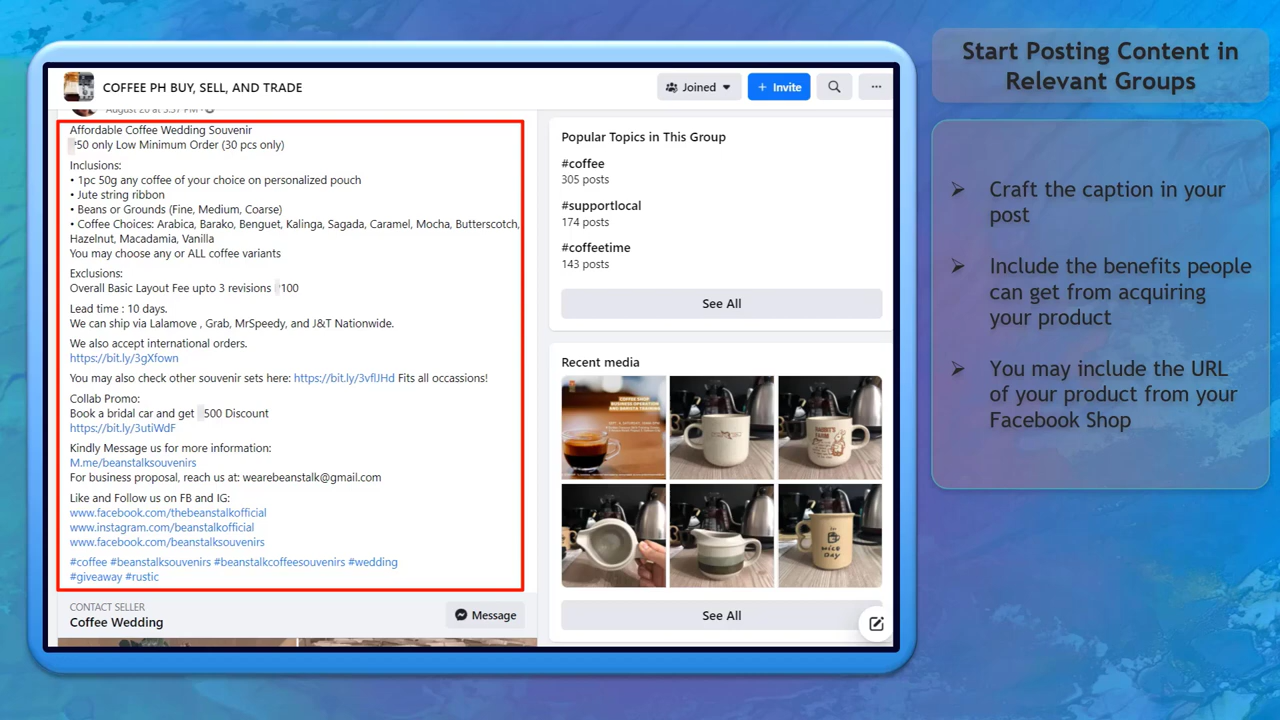 COFFEE PH BUY, SELL, AND TRADE
Joined
+ Invite
Affordable Coffee Wedding Souvenir
50 only Low Minimum Order (30 pcs only)
Inclusions:
• 1pc 50g any coffee of your choice on personalized pouch
• Jute string ribbon
• Beans or Grounds (Fine, Medium, Coarse)
• Coffee Choices: Arabica, Barako, Benguet, Kalinga, Sagada, Caramel, Mocha, Butterscotch,
Hazelnut, Macadamia, Vanilla
You may choose any or ALL coffee variants
Exclusions:
Overall Basic Layout Fee upto 3 revisions 100
Lead time : 10 days.
We can ship via Lalamove , Grab, MrSpeedy, and J&T Nationwide.
We also accept international orders.
https://bit.ly/3gXfown
You may also check other souvenir sets here: https://bit.ly/3vflJHd Fits all occassions!
Collab Promo:
Book a bridal car and get 500 Discount
https://bit.ly/3utiWdF
Kindly Message us for more information:
M.me/beanstalksouvenirs
For business proposal, reach us at: wearebeanstalk@gmail.com
Like and Follow us on FB and IG:
www.facebook.com/thebeanstalkofficial
www.instagram.com/beanstalkofficial
www.facebook.com/beanstalksouvenirs
#coffee #beanstalksouvenirs #beanstalkcoffeesouvenirs #wedding
#giveaway #rustic
CONTACT SELLER
Coffee Wedding
Message
Popular Topics in This Group
#coffee
305 posts
#supportlocal
174 posts
#coffeetime
143 posts
See All
Recent media
COFFEE SHOP
BUSINESS OPERATION
AND BARISTA TRAINING
NICE
DAY
See All
Start Posting Content in
Relevant Groups
➤ Craft the caption in your
post
➤ Include the benefits people
can get from acquiring
your product
➤ You may include the URL
of your product from your
Facebook Shop